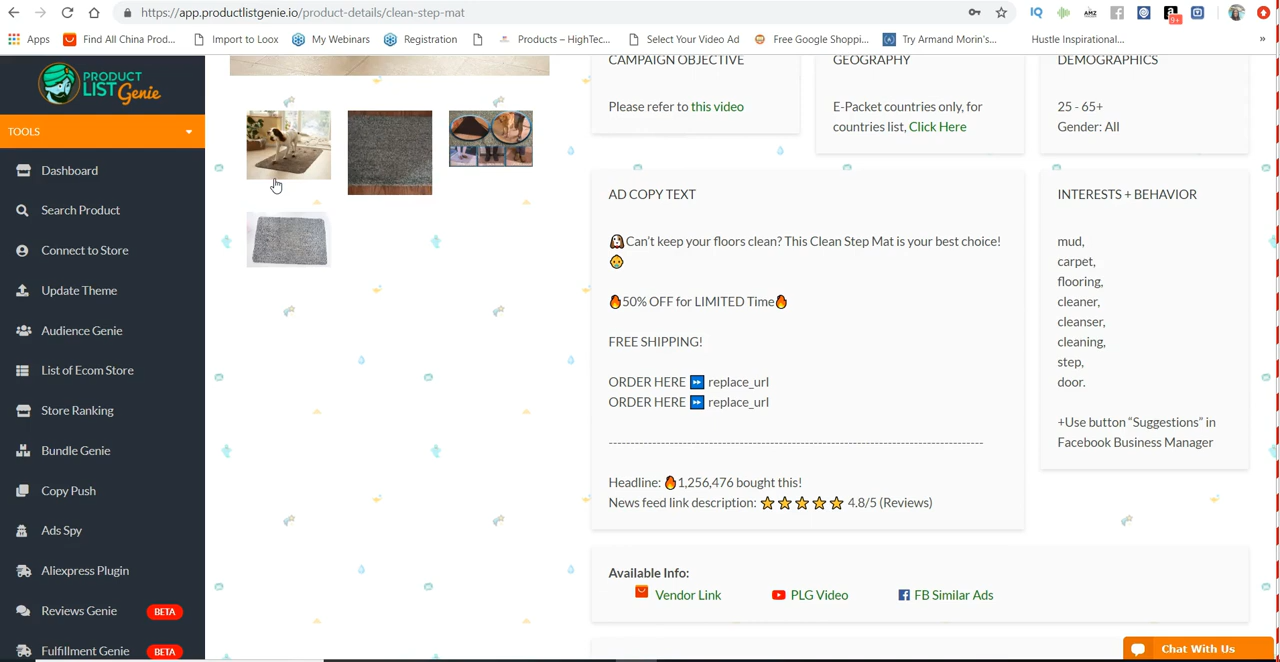 https://app.productlistgenie.io/product-details/clean-step-mat
Apps
Find All China Prod...
Import to Loox
My Webinars
Registration
Products – HighTec...
Select Your Video Ad
Free Google Shoppi...
Try Armand Morin's...
Hustle Inspirational...
»
IQ
AMZ
9+
PRODUCT
LIST Genie
TOOLS
Dashboard
Search Product
Connect to Store
Update Theme
Audience Genie
List of Ecom Store
Store Ranking
Bundle Genie
Copy Push
Ads Spy
Aliexpress Plugin
Reviews Genie BETA
Fulfillment Genie BETA
CAMPAIGN OBJECTIVE
Please refer to this video
GEOGRAPHY
E-Packet countries only, for
countries list, Click Here
DEMOGRAPHICS
25 - 65+
Gender: All
AD COPY TEXT
🐶Can't keep your floors clean? This Clean Step Mat is your best choice!
👶
🔥50% OFF for LIMITED Time🔥
FREE SHIPPING!
ORDER HERE ⏩ replace_url
ORDER HERE ⏩ replace_url
--------------------------------------------------------------------------------
Headline: 🔥1,256,476 bought this!
News feed link description: ⭐⭐⭐⭐⭐ 4.8/5 (Reviews)
INTERESTS + BEHAVIOR
mud,
carpet,
flooring,
cleaner,
cleanser,
cleaning,
step,
door.
+Use button “Suggestions” in
Facebook Business Manager
Available Info:
Vendor Link
PLG Video
FB Similar Ads
Chat With Us